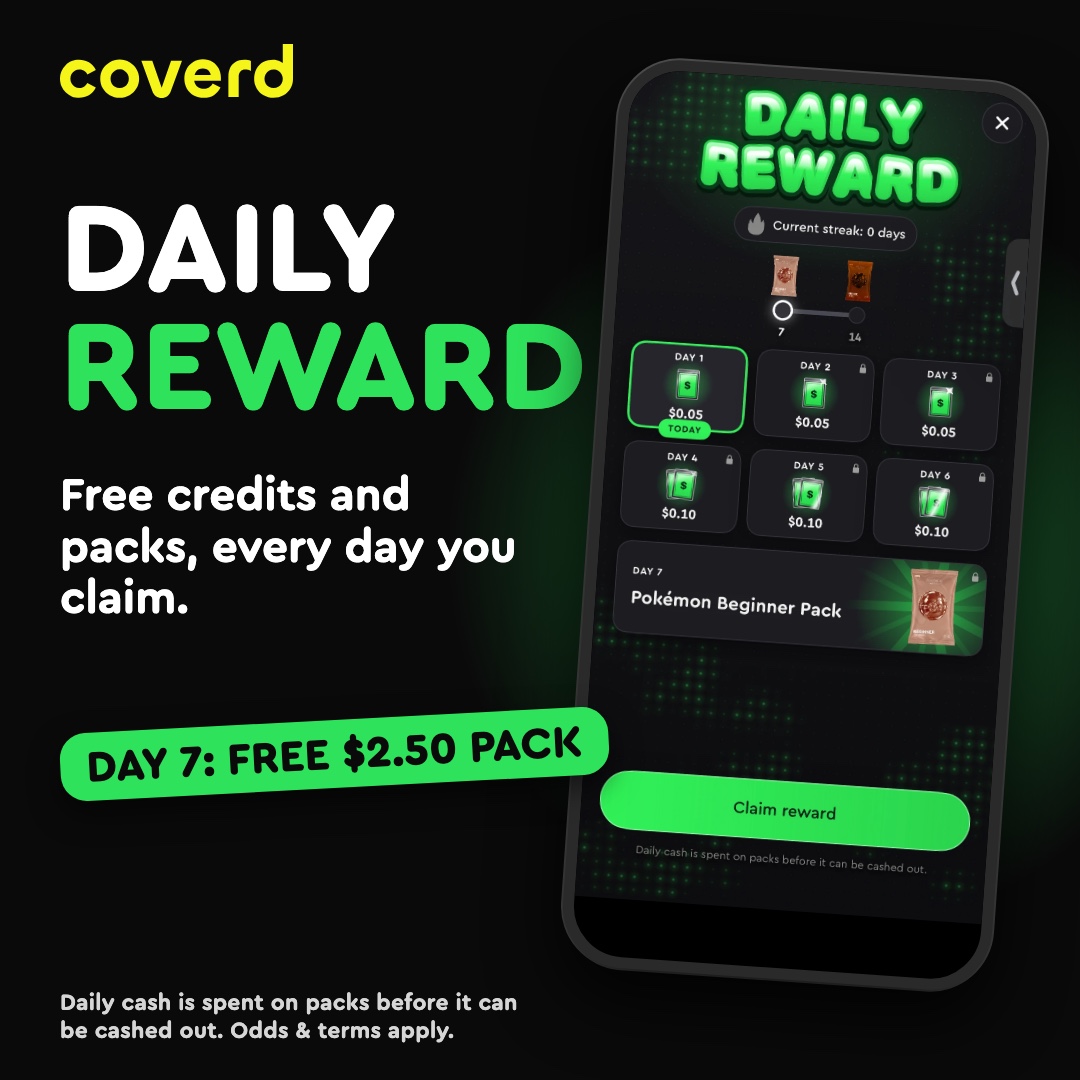 coverd
DAILY
REWARD
Free credits and
packs, every day you
claim.
DAY 7: FREE $2.50 PACK
Daily cash is spent on packs before it can
be cashed out. Odds & terms apply.
DAILY
REWARD
Current streak: 0 days
7
14
DAY 1
$0.05
TODAY
DAY 2
$0.05
DAY 3
$0.05
DAY 4
$0.10
DAY 5
$0.10
DAY 6
$0.10
DAY 7
Pokémon Beginner Pack
Claim reward
Daily cash is spent on packs before it can be cashed out.